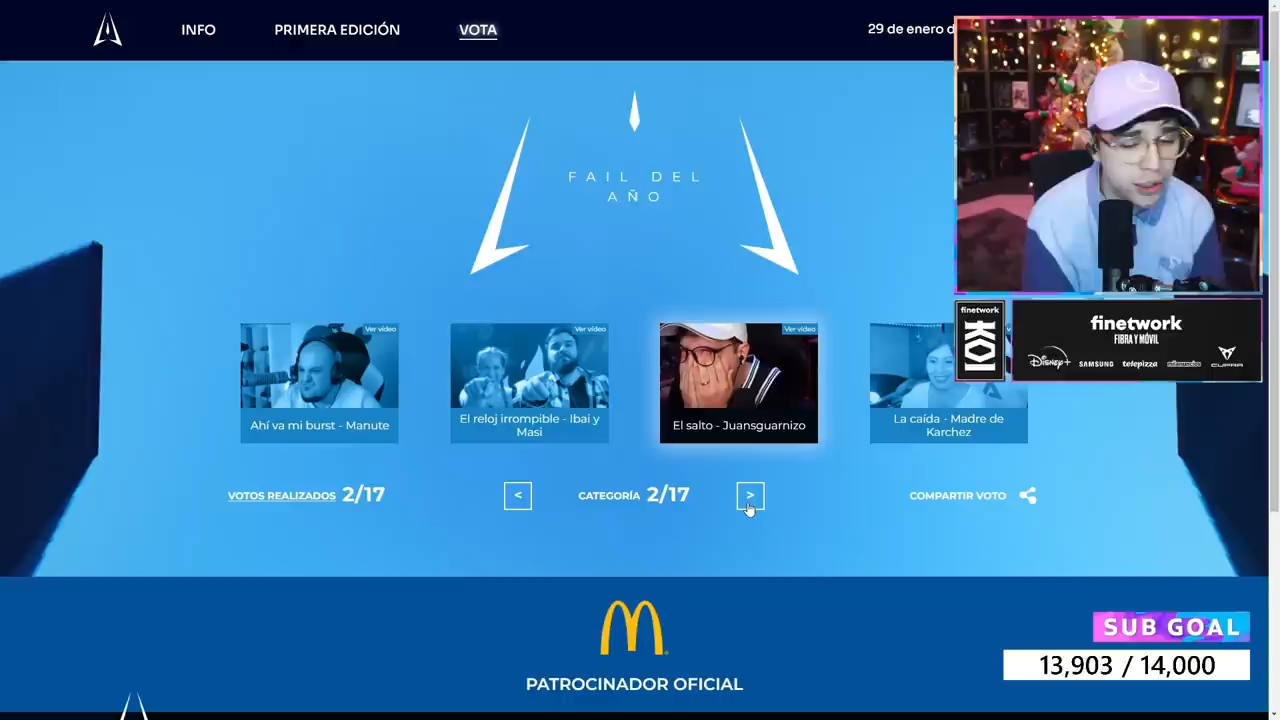 INFO
PRIMERA EDICIÓN
VOTA
29 de enero d
FAIL DEL
AÑO
Ver vídeo
Ver vídeo
Ahí va mi burst - Manute
El reloj irrompible - Ibai y
Masi
Ver vídeo
El salto - Juansguarnizo
La caída - Madre de
Karchez
finetwork
KOI
finetwork
FIBRA Y MÓVIL
Disney+
SAMSUNG
telepizza
CUPRA
VOTOS REALIZADOS 2/17
<
CATEGORÍA 2/17
>
COMPARTIR VOTO
PATROCINADOR OFICIAL
SUB GOAL
13,903 / 14,000